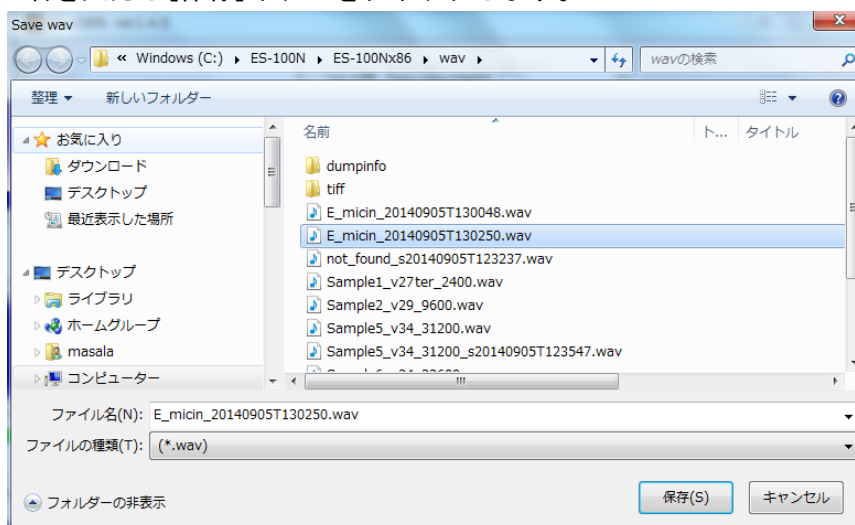 Save wav
« Windows (C:) ▸ ES-100N ▸ ES-100Nx86 ▸ wav ▸
wavの検索
整理 ▼ 新しいフォルダー
お気に入り
ダウンロード
デスクトップ
最近表示した場所
デスクトップ
ライブラリ
ホームグループ
masala
コンピューター
名前 ト... タイトル
dumpinfo
tiff
E_micin_20140905T130048.wav
E_micin_20140905T130250.wav
not_found_s20140905T123237.wav
Sample1_v27ter_2400.wav
Sample2_v29_9600.wav
Sample5_v34_31200.wav
Sample5_v34_31200_s20140905T123547.wav
ファイル名(N): E_micin_20140905T130250.wav
ファイルの種類(T): (*.wav)
フォルダーの非表示
保存(S) キャンセル